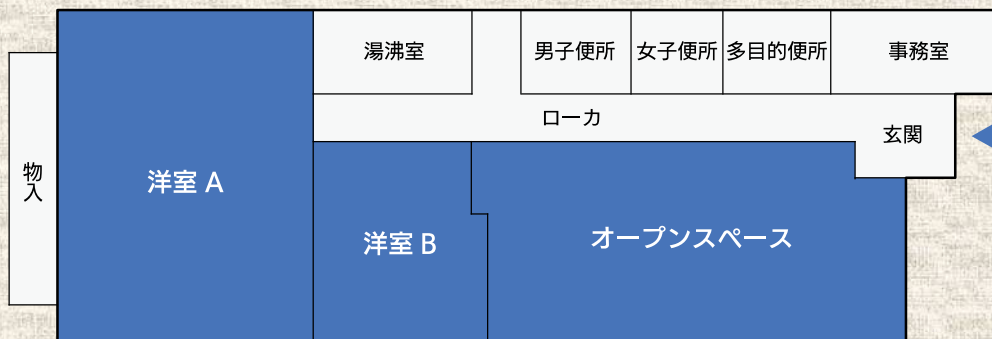 湯沸室
男子便所
女子便所
多目的便所
事務室
ローカ
玄関
物入
洋室 A
洋室 B
オープンスペース